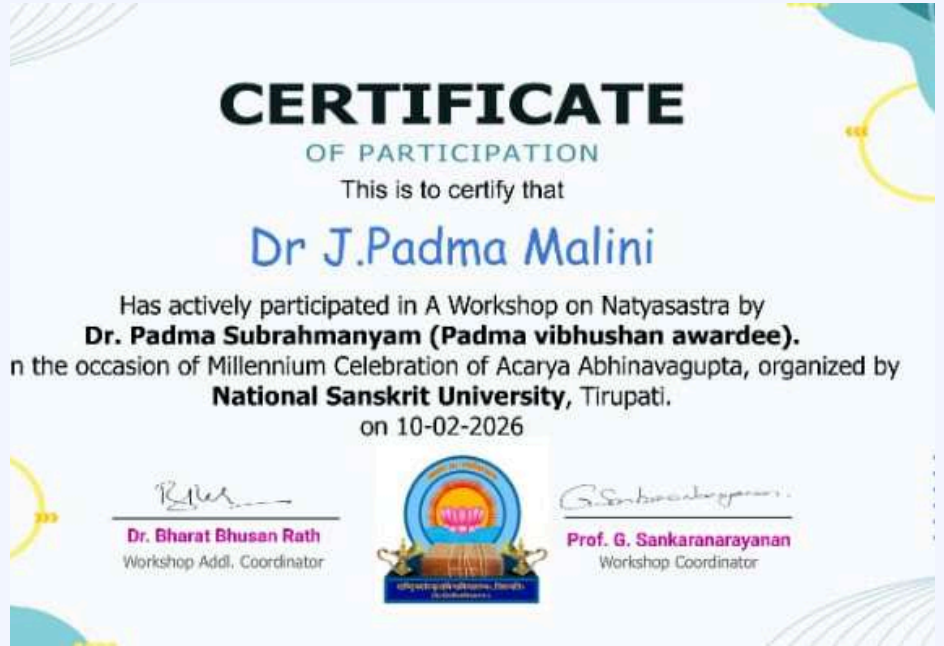 CERTIFICATE
OF PARTICIPATION
This is to certify that
Dr J.Padma Malini
Has actively participated in A Workshop on Natyasastra by
Dr. Padma Subrahmanyam (Padma vibhushan awardee).
n the occasion of Millennium Celebration of Acarya Abhinavagupta, organized by
National Sanskrit University, Tirupati.
on 10-02-2026
G. Sankaranarayanan.
Dr. Bharat Bhusan Rath
Workshop Addl. Coordinator
Prof. G. Sankaranarayanan
Workshop Coordinator